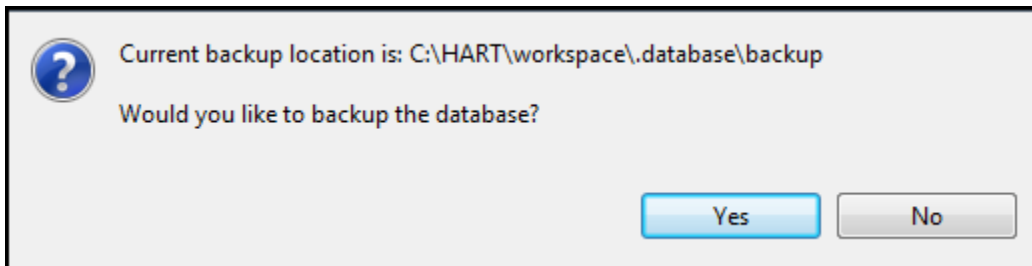 Current backup location is: C:\HART\workspace\.database\backup
Would you like to backup the database?
Yes
No